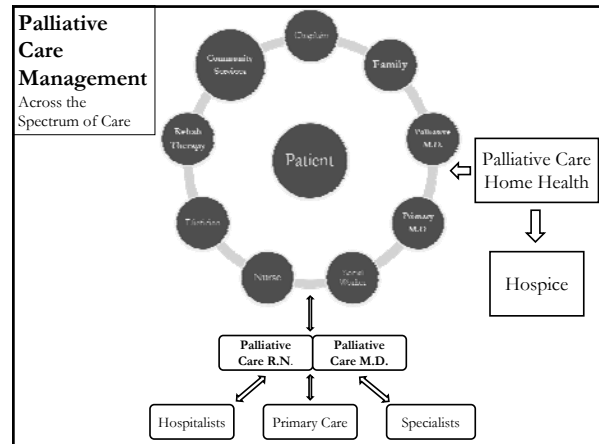 Palliative
Care
Management
Across the
Spectrum of Care
Chaplain
Family
Palliative
M.D.
Primary
M.D
Social
Worker
Nurse
Dietician
Rehab
Therapy
Community
Services
Patient
Palliative Care
Home Health
Hospice
Palliative
Care R.N.
Palliative
Care M.D.
Hospitalists
Primary Care
Specialists